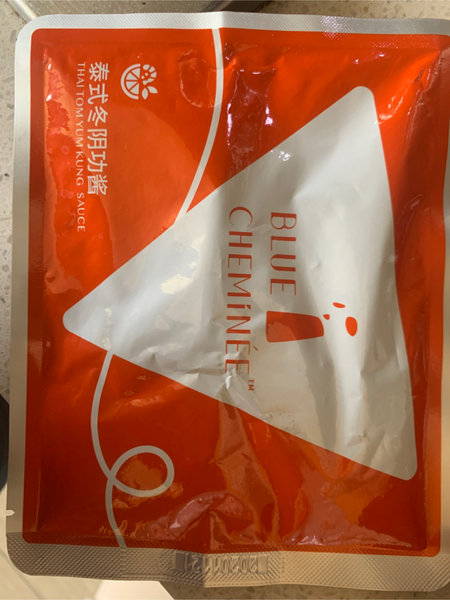 泰式冬阴功酱
THAI TOM YUM KUNG SAUCE
BLUE
CHEMINÉE™